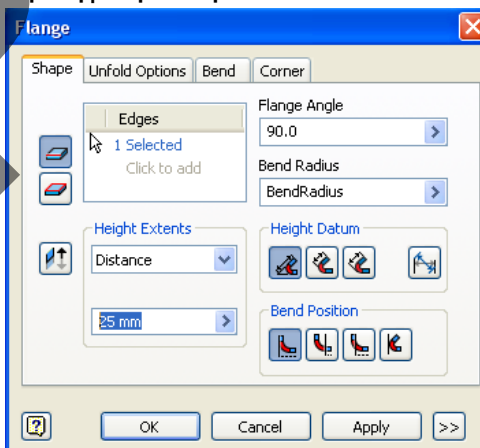 Flange
Shape Unfold Options Bend Corner
Edges
1 Selected
Click to add
Flange Angle
90.0
Bend Radius
BendRadius
Height Extents
Distance
25 mm
Height Datum
Bend Position
OK Cancel Apply >>